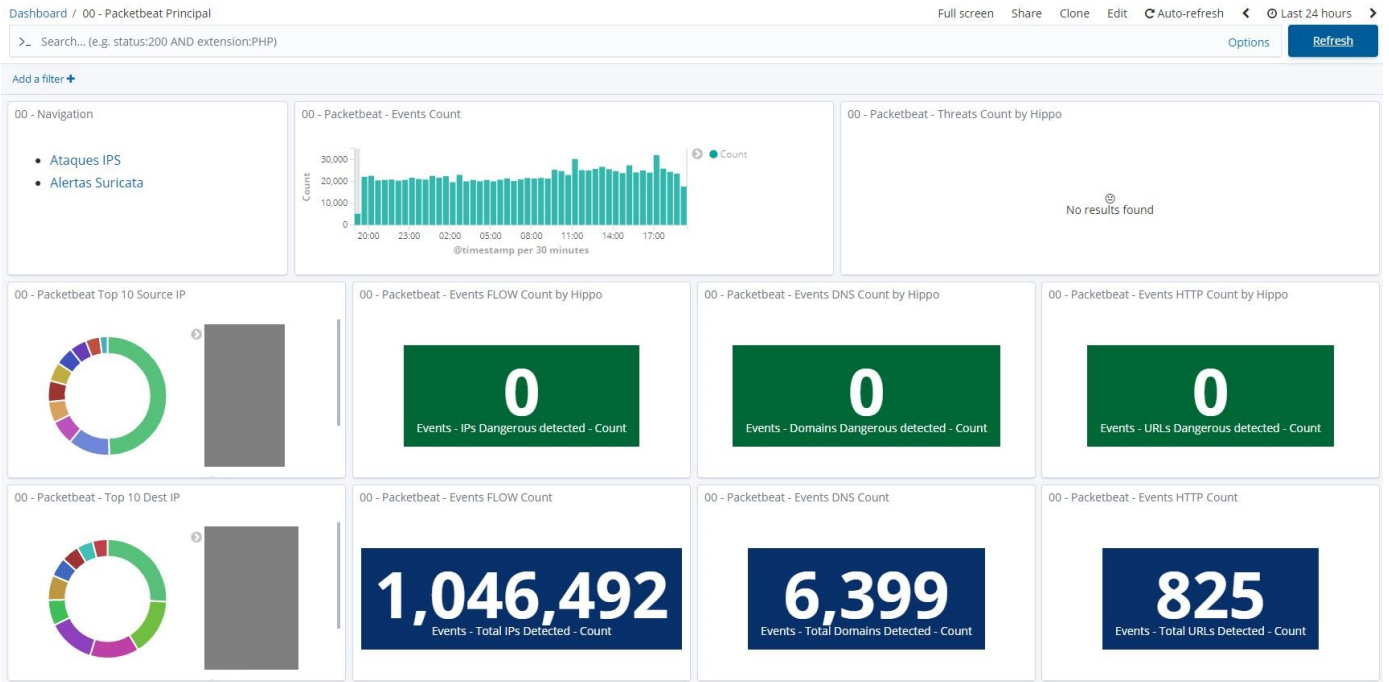 Dashboard / 00 - Packetbeat Principal
Full screen Share Clone Edit Auto-refresh Last 24 hours
>_ Search... (e.g. status:200 AND extension:PHP)
Options
Refresh
Add a filter +
00 - Navigation
Ataques IPS
Alertas Suricata
00 - Packetbeat - Events Count
Count
30,000
20,000
10,000
0
20:00 23:00 02:00 05:00 08:00 11:00 14:00 17:00
@timestamp per 30 minutes
Count
00 - Packetbeat - Threats Count by Hippo
No results found
00 - Packetbeat Top 10 Source IP
00 - Packetbeat - Events FLOW Count by Hippo
0
Events - IPs Dangerous detected - Count
00 - Packetbeat - Events DNS Count by Hippo
0
Events - Domains Dangerous detected - Count
00 - Packetbeat - Events HTTP Count by Hippo
0
Events - URLs Dangerous detected - Count
00 - Packetbeat - Top 10 Dest IP
00 - Packetbeat - Events FLOW Count
1,046,492
Events - Total IPs Detected - Count
00 - Packetbeat - Events DNS Count
6,399
Events - Total Domains Detected - Count
00 - Packetbeat - Events HTTP Count
825
Events - Total URLs Detected - Count